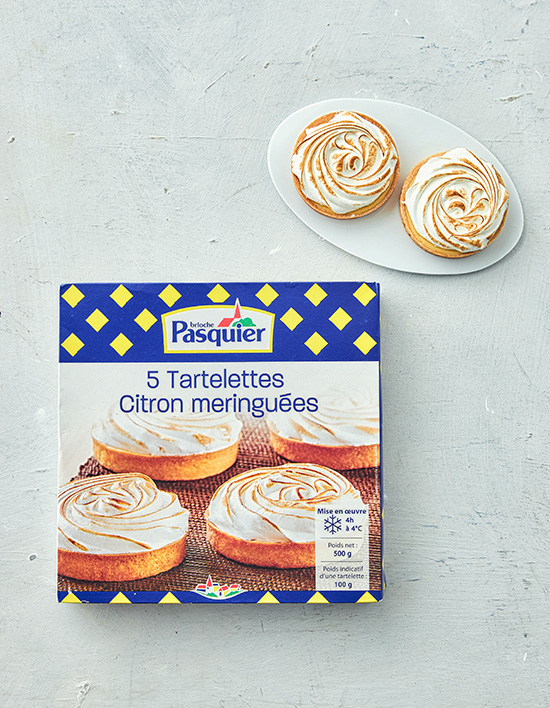 brioche
Pasquier
5 Tartelettes
Citron meringuées
Mise en œuvre
4h
à 4°C
Poids net :
500 g
Poids indicatif
d'une tartelette :
100 g